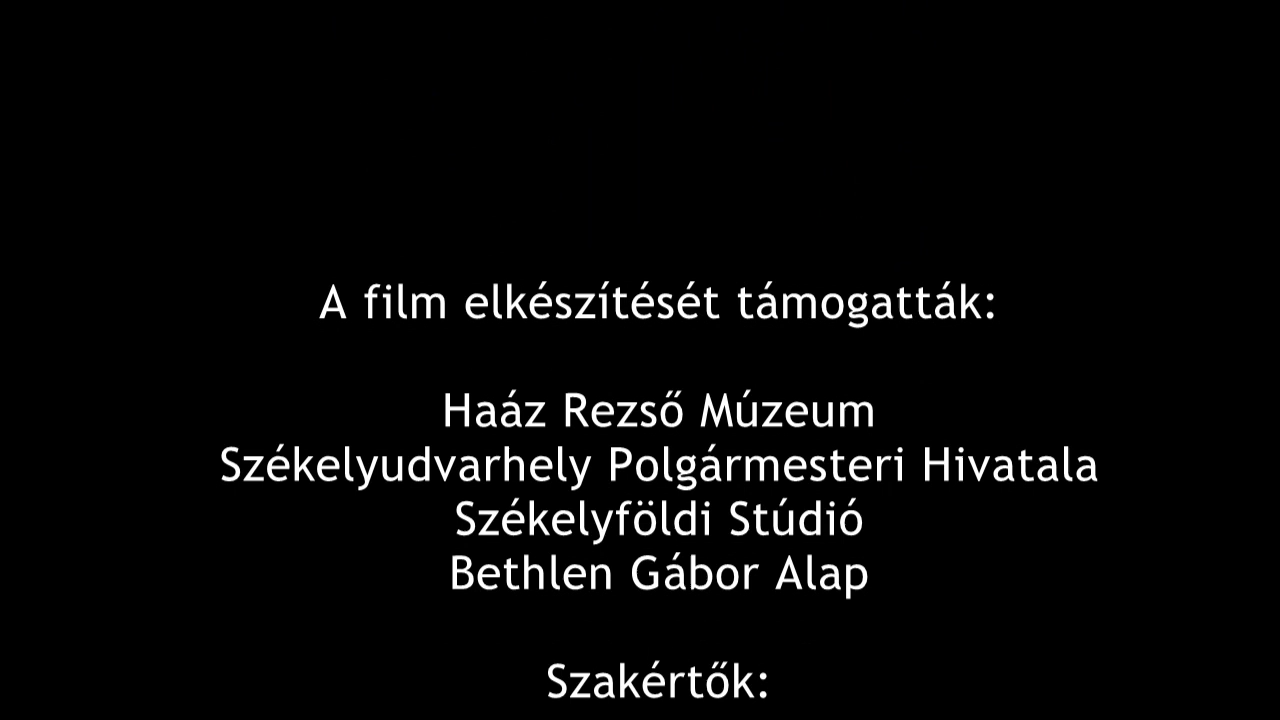 A film elkészítését támogatták:
Haáz Rezső Múzeum
Székelyudvarhely Polgármesteri Hivatala
Székelyföldi Stúdió
Bethlen Gábor Alap
Szakértők: